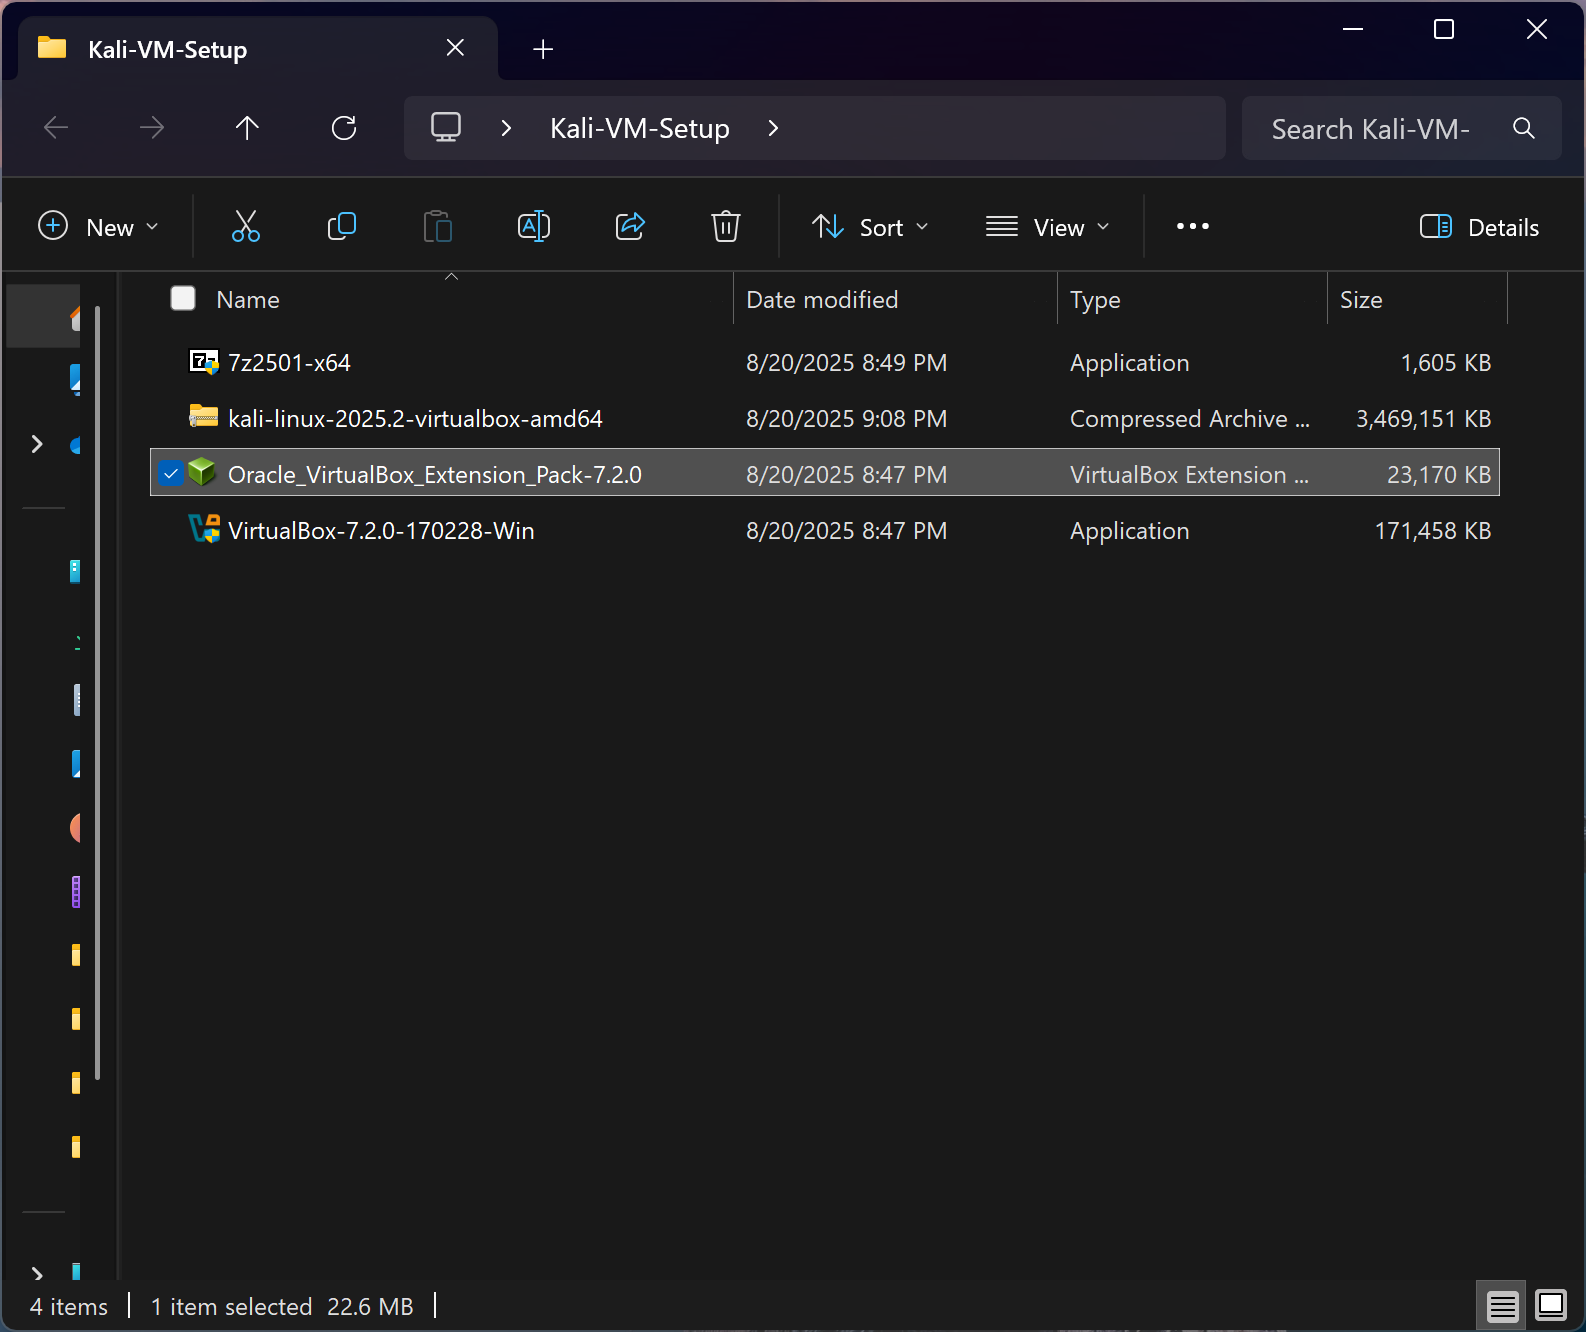 Kali-VM-Setup
Kali-VM-Setup
Search Kali-VM-
New
Sort
View
Details
Name Date modified Type Size
7z2501-x64 8/20/2025 8:49 PM Application 1,605 KB
kali-linux-2025.2-virtualbox-amd64 8/20/2025 9:08 PM Compressed Archive ... 3,469,151 KB
Oracle_VirtualBox_Extension_Pack-7.2.0 8/20/2025 8:47 PM VirtualBox Extension ... 23,170 KB
VirtualBox-7.2.0-170228-Win 8/20/2025 8:47 PM Application 171,458 KB
4 items 1 item selected 22.6 MB